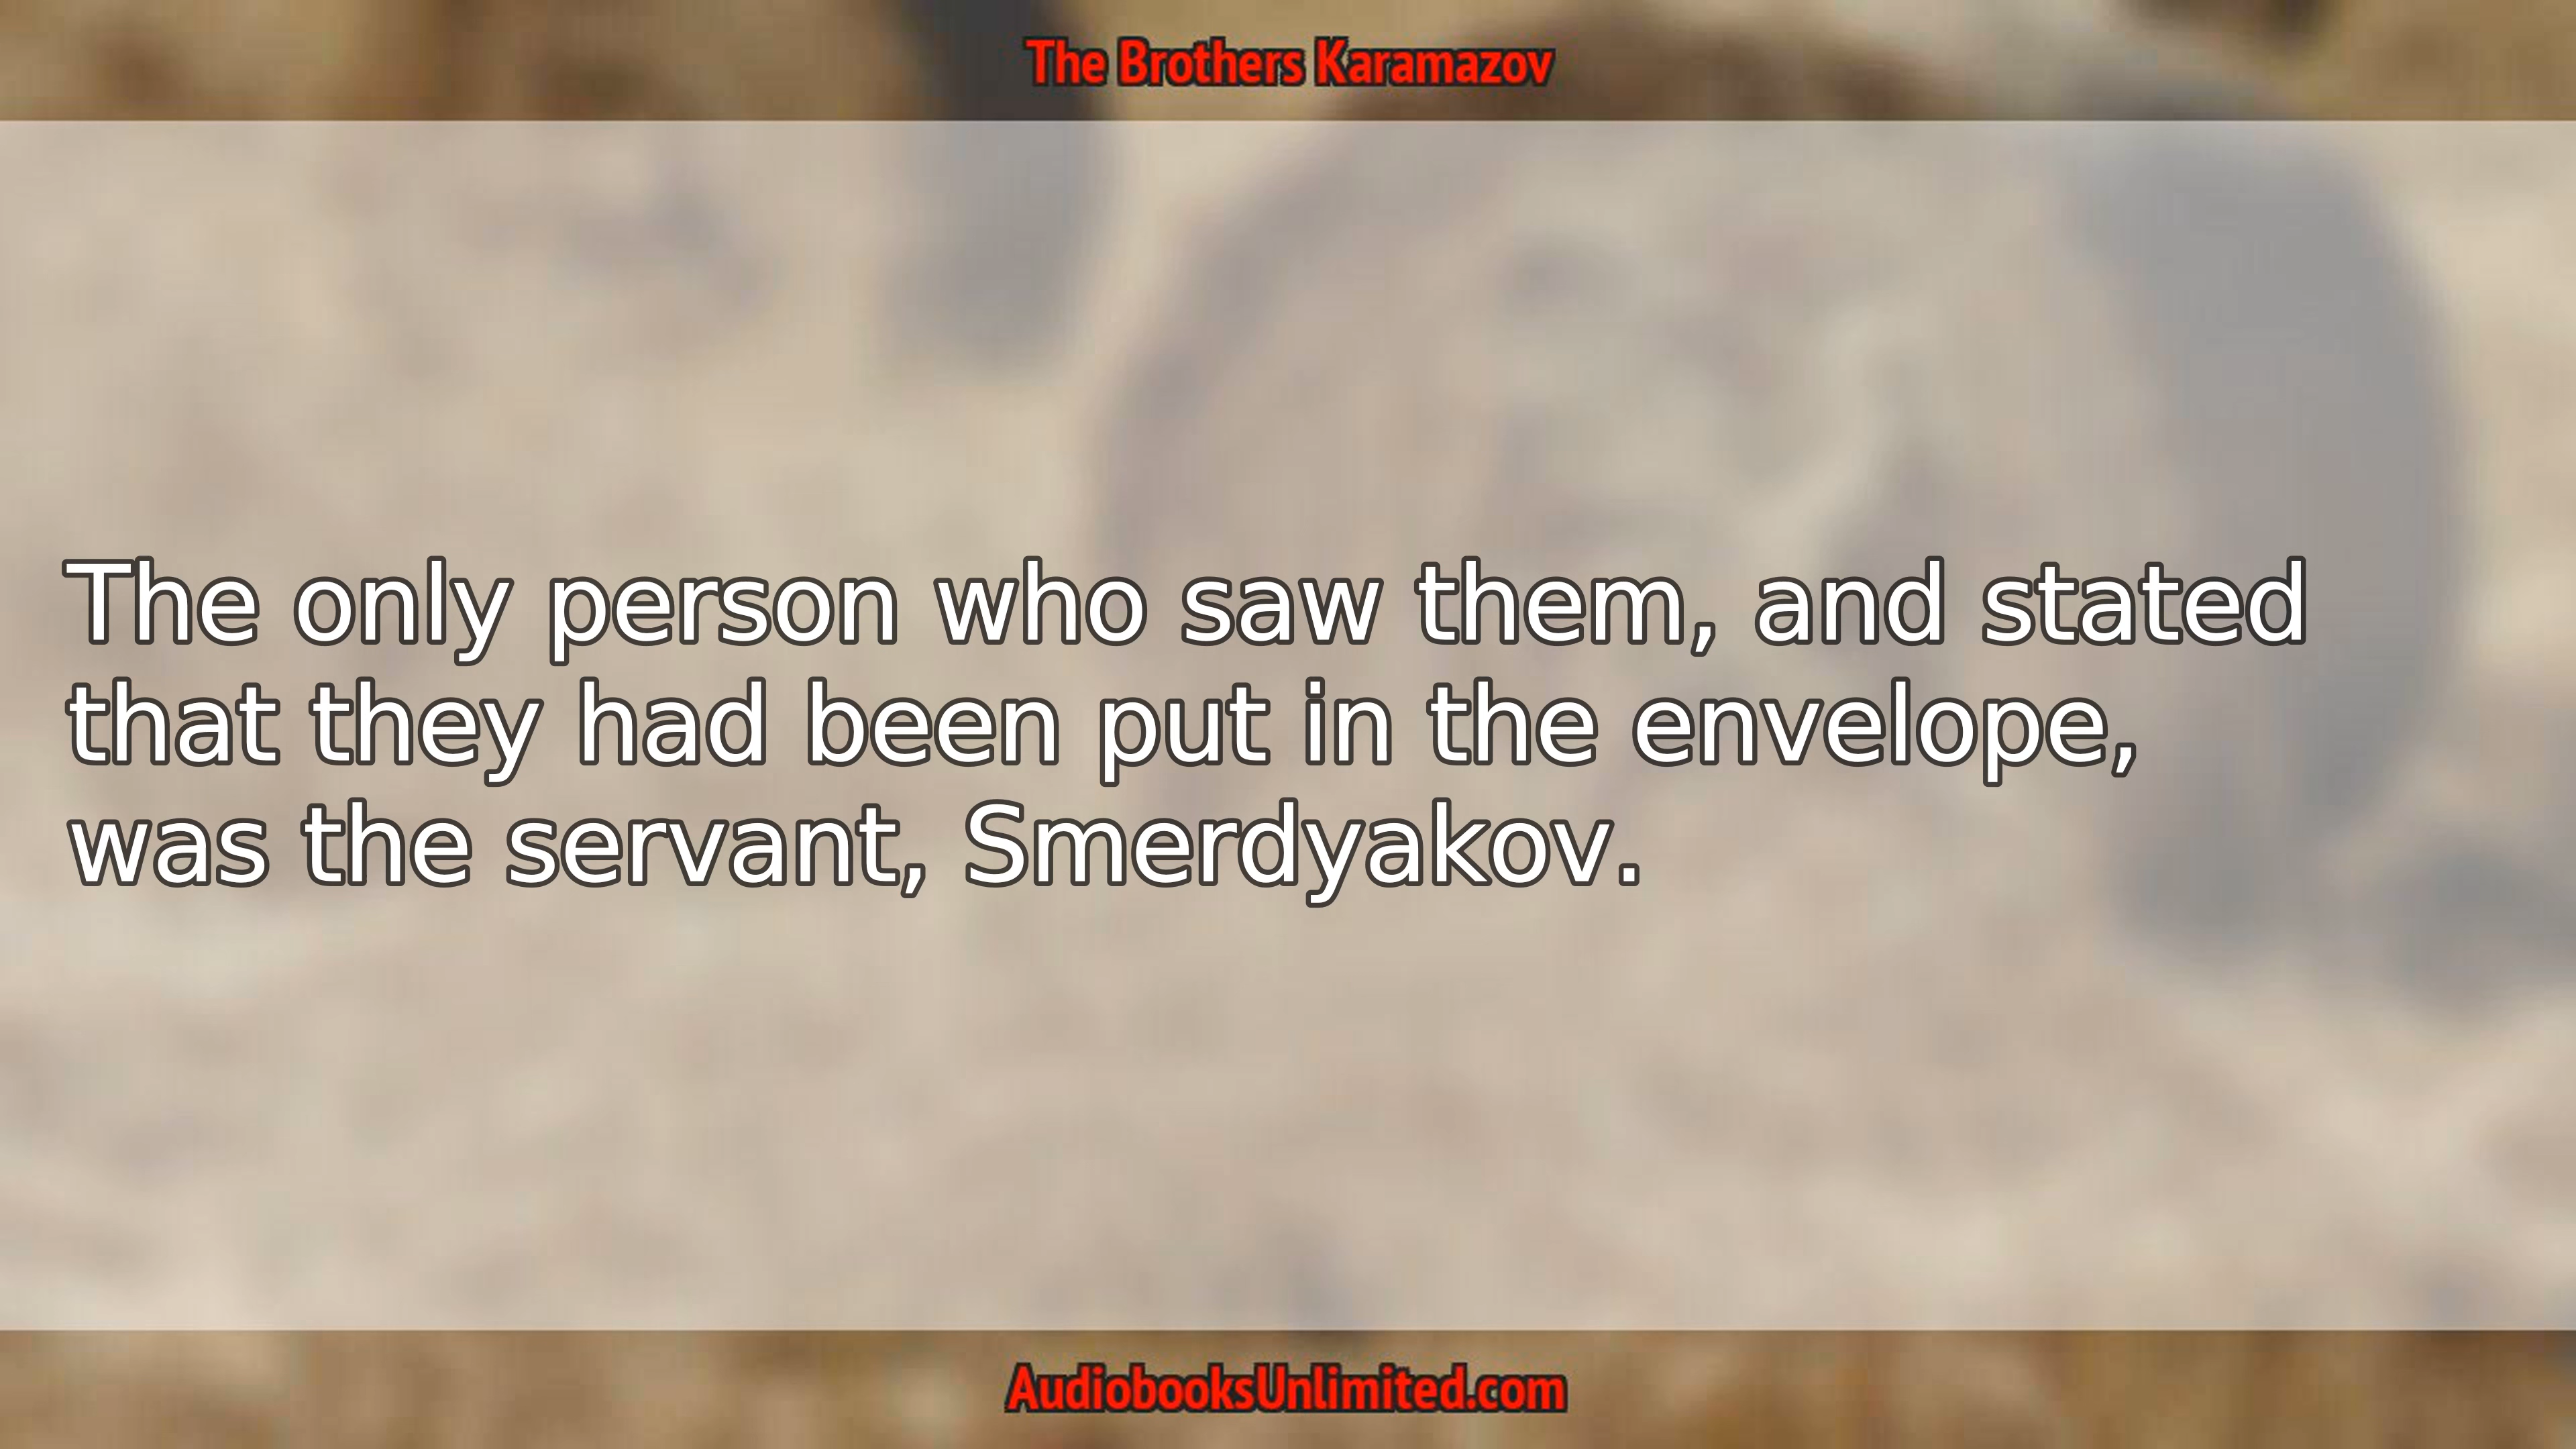 The Brothers Karamazov
The only person who saw them, and stated
that they had been put in the envelope,
was the servant, Smerdyakov.
AudiobooksUnlimited.com